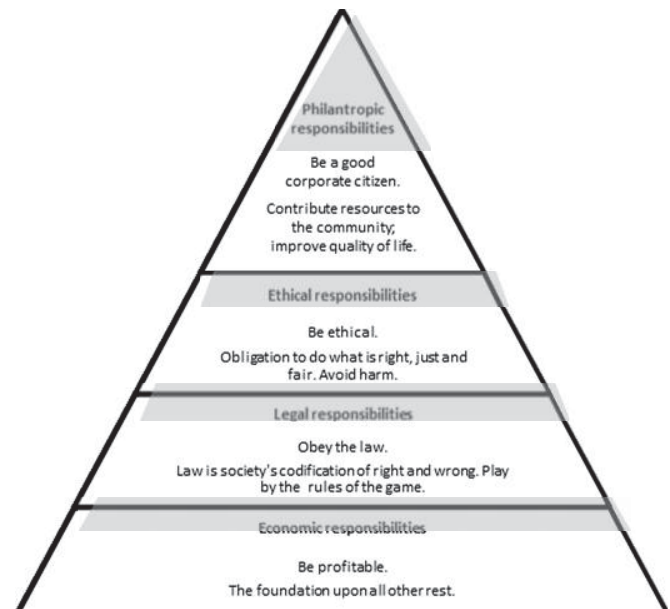 Philantropic
responsibilities
Be a good
corporate citizen.
Contribute resources to
the community;
improve quality of life.
Ethical responsibilities
Be ethical.
Obligation to do what is right, just and
fair. Avoid harm.
Legal responsibilities
Obey the law.
Law is society's codification of right and wrong. Play
by the rules of the game.
Economic responsibilities
Be profitable.
The foundation upon all other rest.